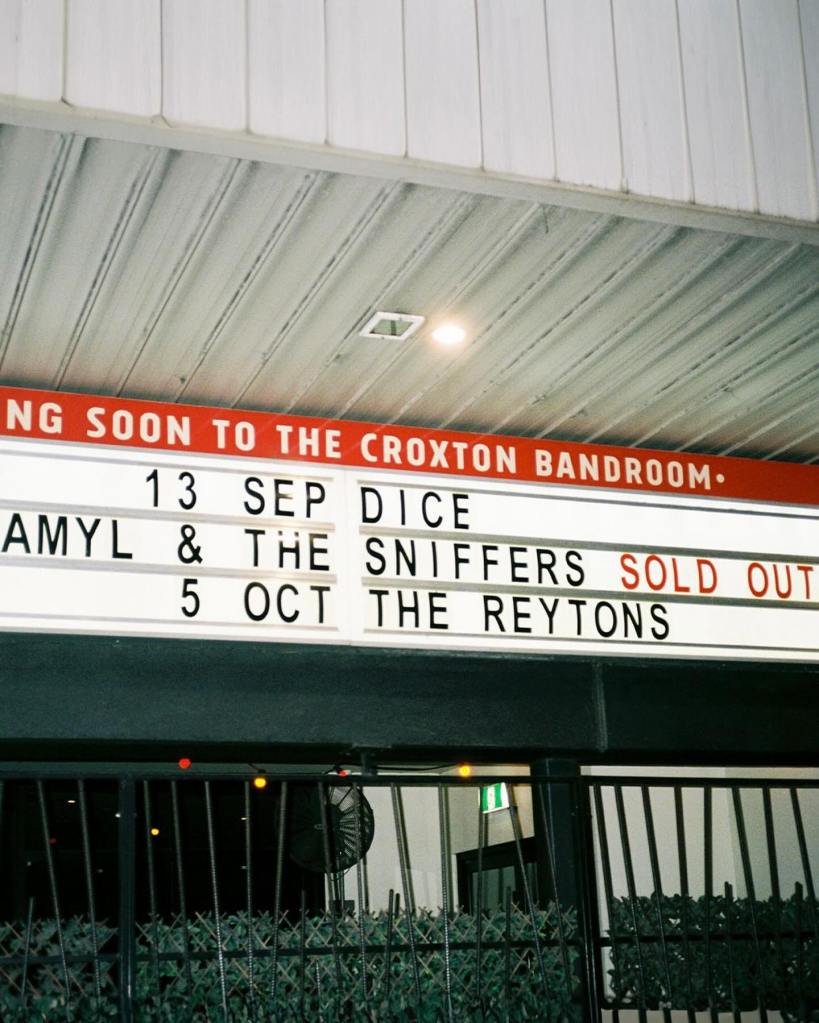 NG SOON TO THE CROXTON BANDROOM•
13 SEP DICE
AMYL & THE SNIFFERS SOLD OUT
5 OCT THE REYTONS